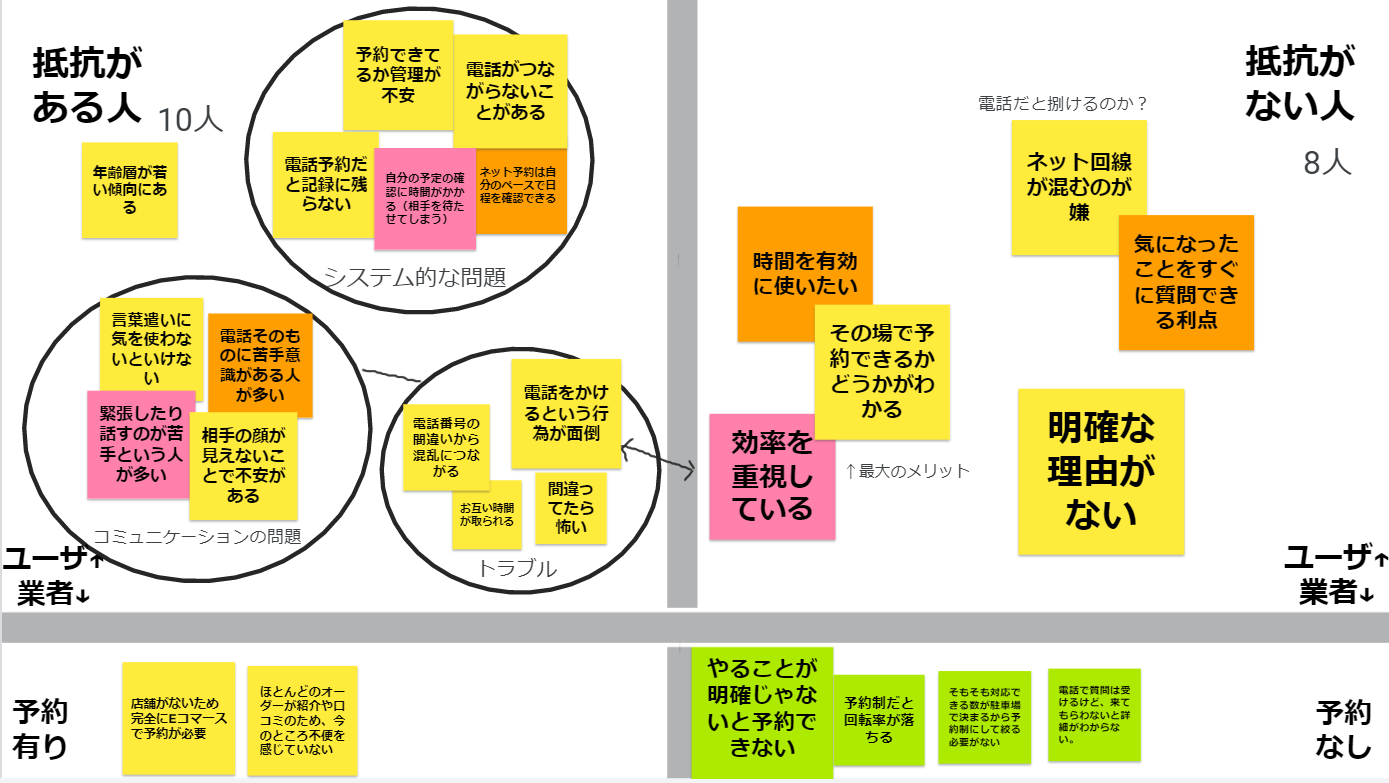 抵抗が
ある人
10人
年齢層が若
い傾向にあ
る
予約できて
るか管理が
不安
電話がつな
がらないこ
とがある
電話予約だ
と記録に残
らない
自分の予定の確
認に時間がかか
る（相手を待た
せてしまう）
ネット予約は自
分のペースで日
程を確認できる
システム的な問題
言葉遣いに
気を使わな
いといけな
い
電話そのも
のに苦手意
識がある人
が多い
緊張したり
話すのが苦
手という人
が多い
相手の顔が
見えないこ
とで不安が
ある
コミュニケーションの問題
電話をかけ
るという行
為が面倒
電話番号の
間違いから
混乱につな
がる
お互い時間
が取られる
間違っ
てたら
怖い
トラブル
ユーザ↑
業者↓
抵抗が
ない人
8人
電話だと捌けるのか？
ネット回線
が混むのが
嫌
気になった
ことをすぐ
に質問でき
る利点
時間を有効
に使いたい
その場で予
約できるか
どうかがわ
かる
効率を
重視し
ている
↑最大のメリット
明確な
理由が
ない
ユーザ↑
業者↓
予約
有り
店舗がないため
完全にEコマース
で予約が必要
ほとんどのオー
ダーが紹介や口
コミのため、今
のところ不便を
感じていない
やることが
明確じゃな
いと予約で
きない
予約制だと
回転率が落
ちる
そもそも対応で
きる数が駐車場
で決まるから予
約制にして絞る
必要がない
電話で質問は受
けるけど、来て
もらわないと詳
細がわからな
い。
予約
なし